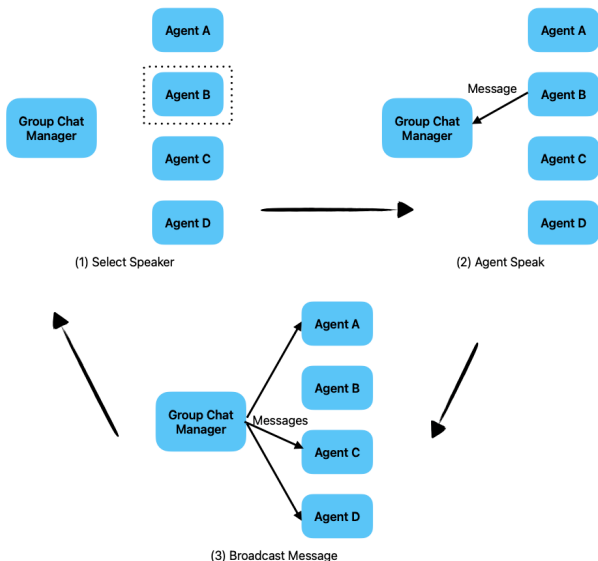 Agent A
Agent B
Group Chat
Manager
Agent C
Agent D
(1) Select Speaker
Agent A
Message
Agent B
Group Chat
Manager
Agent C
Agent D
(2) Agent Speak
Agent A
Agent B
Group Chat
Manager
Messages
Agent C
Agent D
(3) Broadcast Message